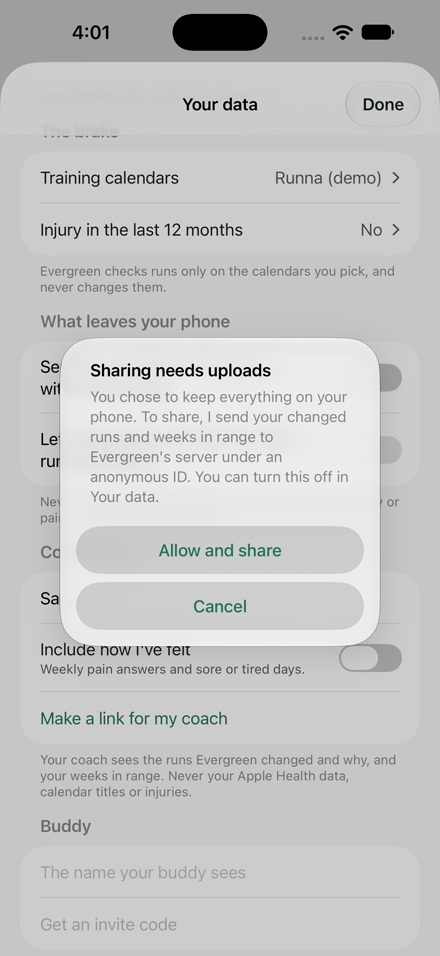 4:01
Your data
Done
The brake
Training calendars
Runna (demo)
Injury in the last 12 months
No
Evergreen checks runs only on the calendars you pick, and
never changes them.
What leaves your phone
Sharing needs uploads
You chose to keep everything on your
phone. To share, I send your changed
runs and weeks in range to
Evergreen's server under an
anonymous ID. You can turn this off in
Your data.
Allow and share
Cancel
Include how I've felt
Weekly pain answers and sore or tired days.
Make a link for my coach
Your coach sees the runs Evergreen changed and why, and
your weeks in range. Never your Apple Health data,
calendar titles or injuries.
Buddy
The name your buddy sees
Get an invite code